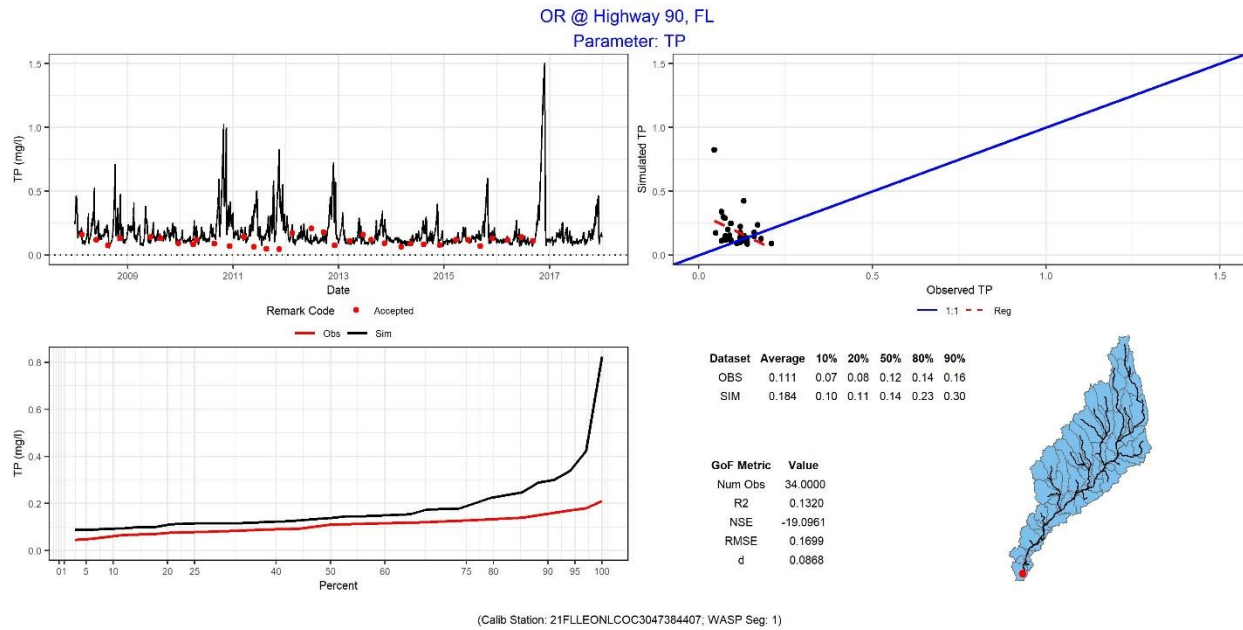 OR @ Highway 90, FL
Parameter: TP
TP (mg/l)
1.5
1.0
0.5
0.0
2009 2011 2013 2015 2017
Date
Remark Code Accepted
Simulated TP
1.5
1.0
0.5
0.0
0.0 0.5 1.0 1.5
Observed TP
1:1 Reg
Obs Sim
TP (mg/l)
0.8
0.6
0.4
0.2
0.0
0 1 5 10 20 25 40 50 60 75 80 90 95 100
Percent
Dataset Average 10% 20% 50% 80% 90%
OBS 0.111 0.07 0.08 0.12 0.14 0.16
SIM 0.184 0.10 0.11 0.14 0.23 0.30
GoF Metric Value
Num Obs 34.0000
R2 0.1320
NSE -19.0961
RMSE 0.1699
d 0.0868
(Calib Station: 21FLLEONLCOC3047384407; WASP Seg: 1)